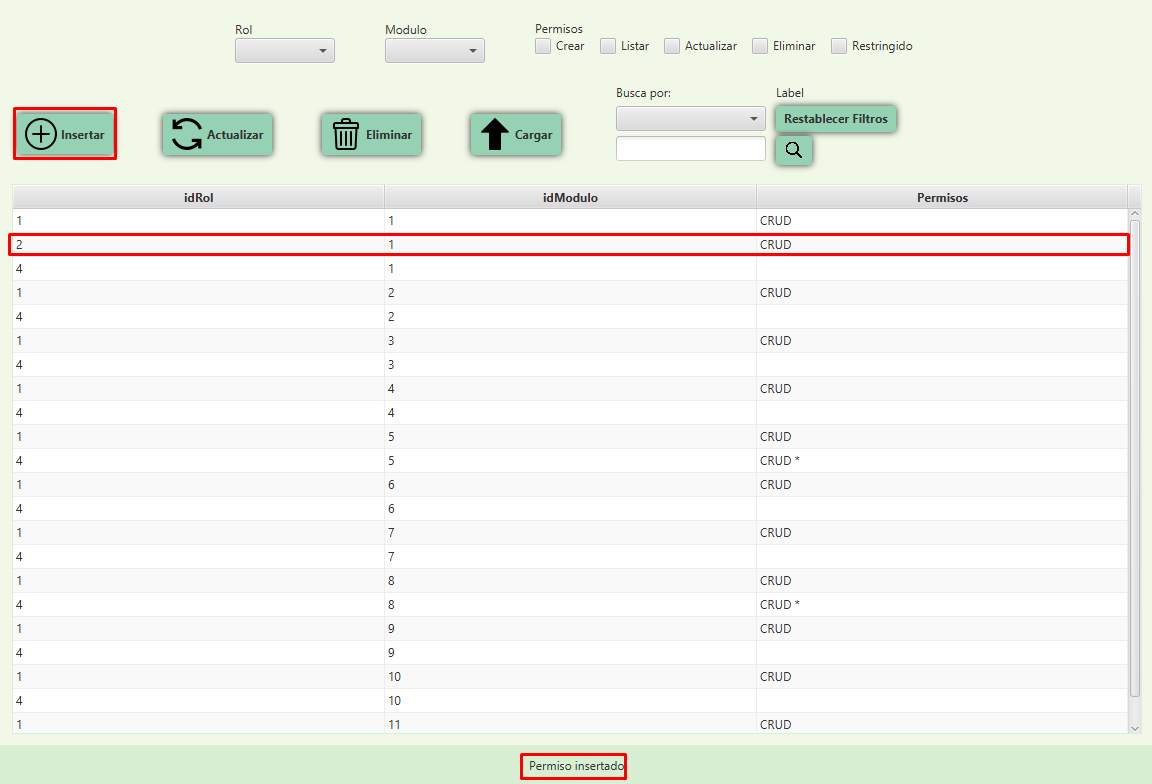 Rol Modulo Permisos
Crear Listar Actualizar Eliminar Restringido
Busca por: Label
Insertar Actualizar Eliminar Cargar Restablecer Filtros
idRol idModulo Permisos
1 1 CRUD
2 1 CRUD
4 1
1 2 CRUD
4 2
1 3 CRUD
4 3
1 4 CRUD
4 4
1 5 CRUD
4 5 CRUD *
1 6 CRUD
4 6
1 7 CRUD
4 7
1 8 CRUD
4 8 CRUD *
1 9 CRUD
4 9
1 10 CRUD
4 10
1 11 CRUD
Permiso insertado